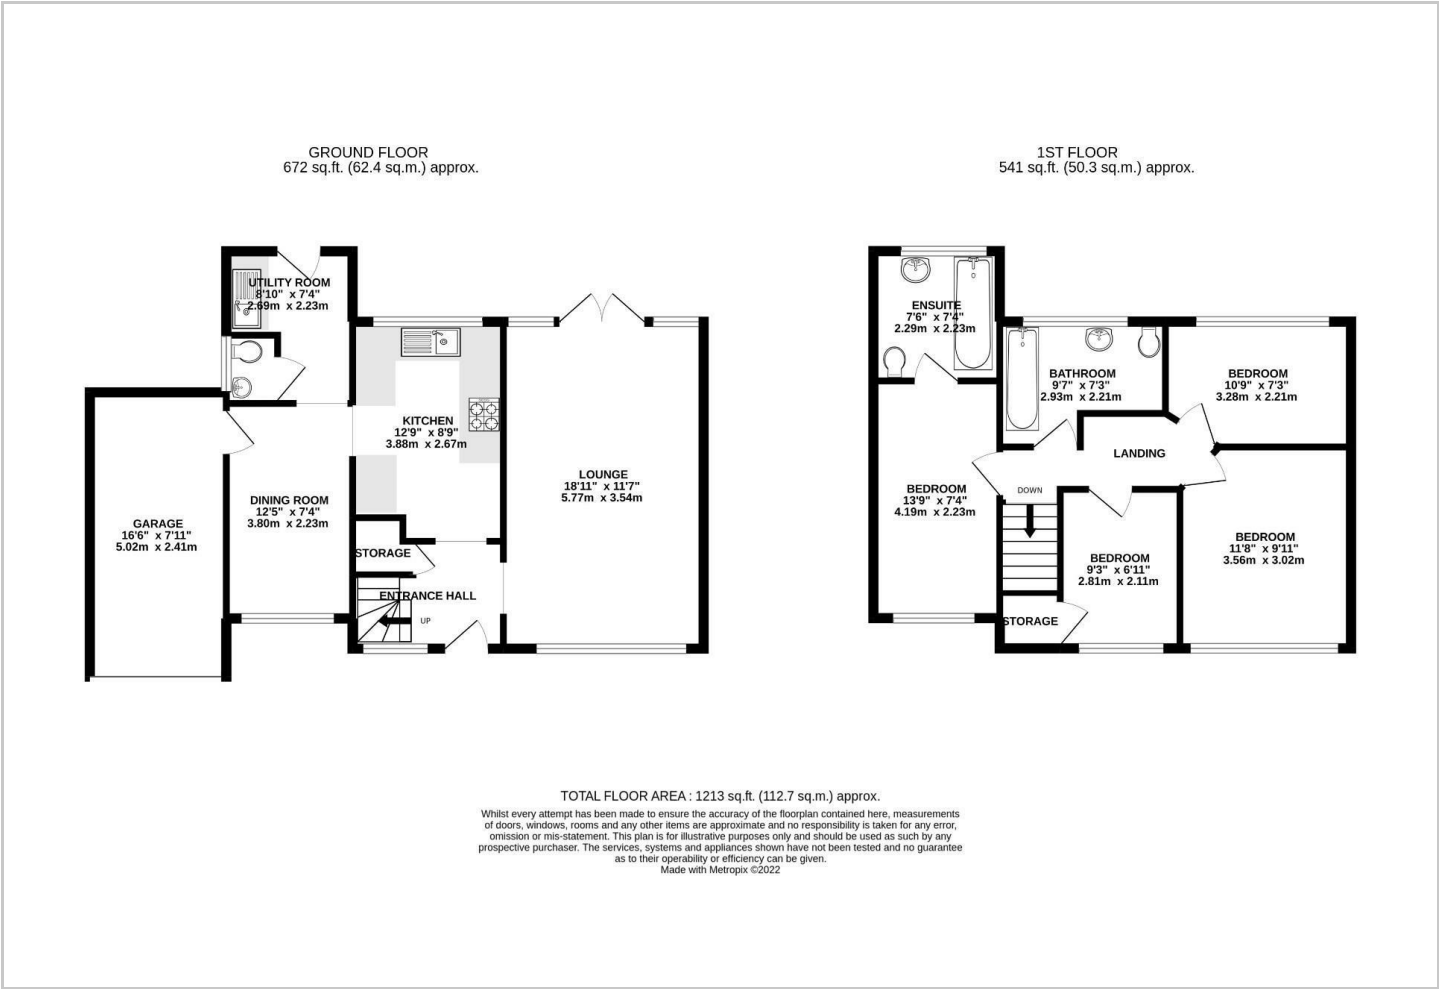 GROUND FLOOR
672 sq.ft. (62.4 sq.m.) approx.
UTILITY ROOM
8'10" x 7'4"
2.69m x 2.23m
KITCHEN
12'9" x 8'9"
3.88m x 2.67m
LOUNGE
18'11" x 11'7"
5.77m x 3.54m
DINING ROOM
12'5" x 7'4"
3.80m x 2.23m
GARAGE
16'6" x 7'11"
5.02m x 2.41m
STORAGE
ENTRANCE HALL
UP
1ST FLOOR
541 sq.ft. (50.3 sq.m.) approx.
ENSUITE
7'6" x 7'4"
2.29m x 2.23m
BATHROOM
9'7" x 7'3"
2.93m x 2.21m
BEDROOM
10'9" x 7'3"
3.28m x 2.21m
LANDING
BEDROOM
13'9" x 7'4"
4.19m x 2.23m
DOWN
BEDROOM
11'8" x 9'11"
3.56m x 3.02m
BEDROOM
9'3" x 6'11"
2.81m x 2.11m
STORAGE
TOTAL FLOOR AREA : 1213 sq.ft. (112.7 sq.m.) approx.
Whilst every attempt has been made to ensure the accuracy of the floorplan contained here, measurements
of doors, windows, rooms and any other items are approximate and no responsibility is taken for any error,
omission or mis-statement. This plan is for illustrative purposes only and should be used as such by any
prospective purchaser. The services, systems and appliances shown have not been tested and no guarantee
as to their operability or efficiency can be given.
Made with Metropix ©2022